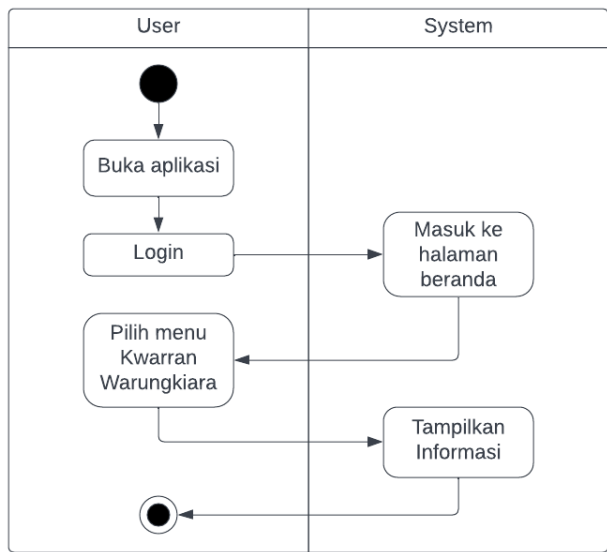 User
System
Buka aplikasi
Login
Masuk ke
halaman
beranda
Pilih menu
Kwarran
Warungkiara
Tampilkan
Informasi